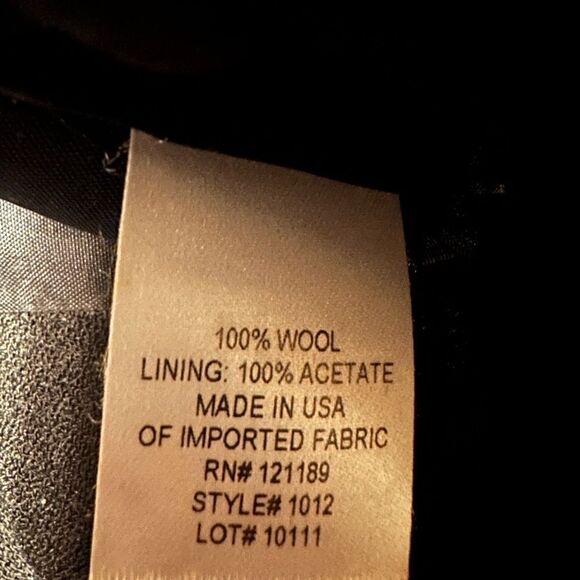 100% WOOL
LINING: 100% ACETATE
MADE IN USA
OF IMPORTED FABRIC
RN# 121189
STYLE# 1012
LOT# 10111